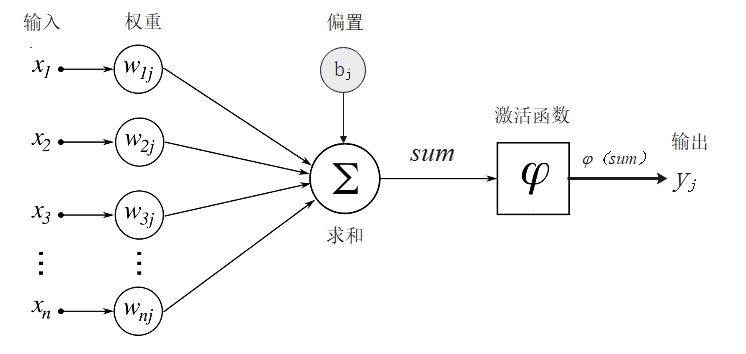 输入 权重 偏置
x1 w1j bj
激活函数
x2 w2j 输出
Σ sum φ φ (sum) yj
x3 w3j 求和
⋮ ⋮
xn wnj